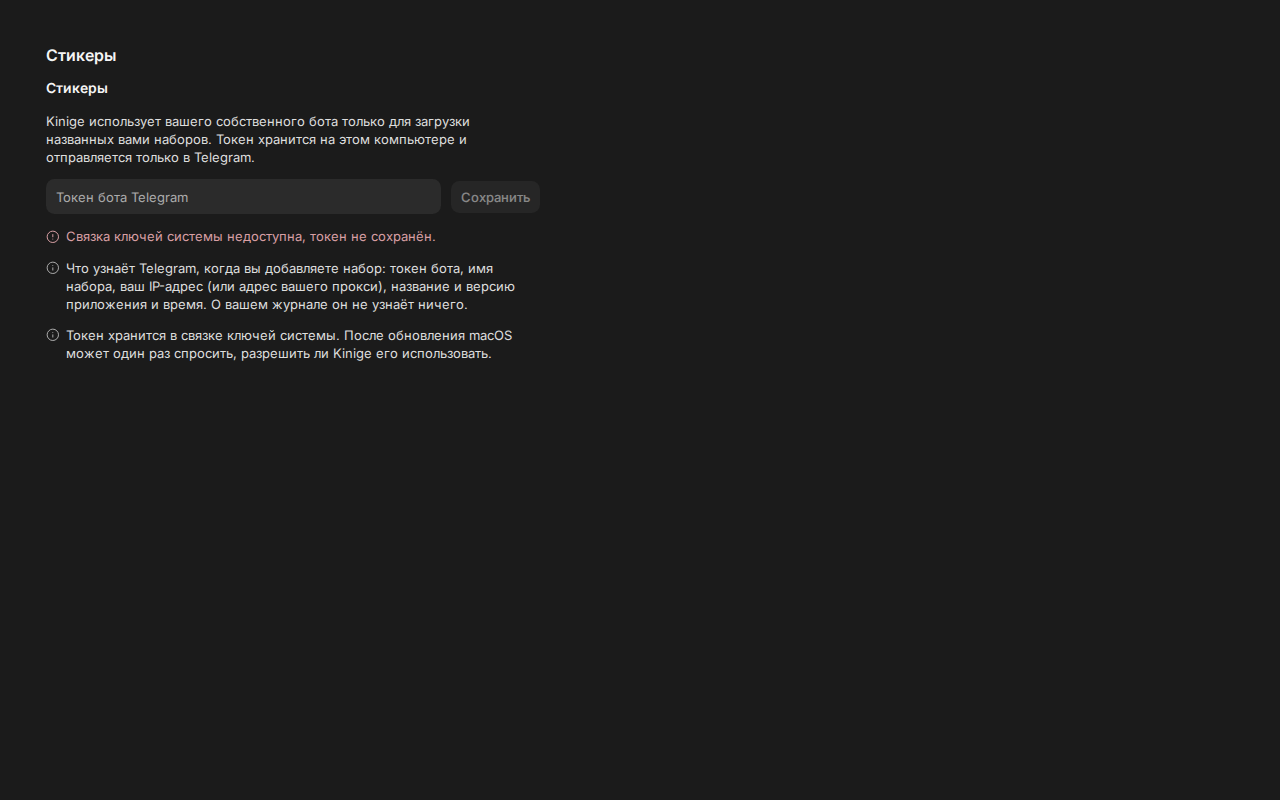 Стикеры
Стикеры
Kinige использует вашего собственного бота только для загрузки
названных вами наборов. Токен хранится на этом компьютере и
отправляется только в Telegram.
Токен бота Telegram
Сохранить
Связка ключей системы недоступна, токен не сохранён.
Что узнаёт Telegram, когда вы добавляете набор: токен бота, имя
набора, ваш IP-адрес (или адрес вашего прокси), название и версию
приложения и время. О вашем журнале он не узнаёт ничего.
Токен хранится в связке ключей системы. После обновления macOS
может один раз спросить, разрешить ли Kinige его использовать.